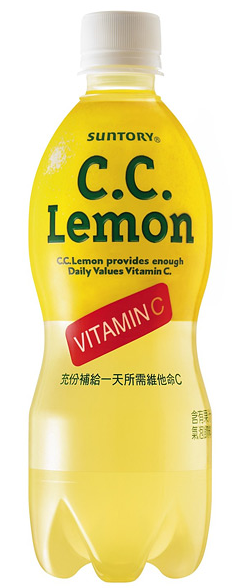 SUNTORY®
C.C.
Lemon
C.C.Lemon provides enough
Daily Values Vitamin C.
VITAMIN C
充份補給一天所需維他命C